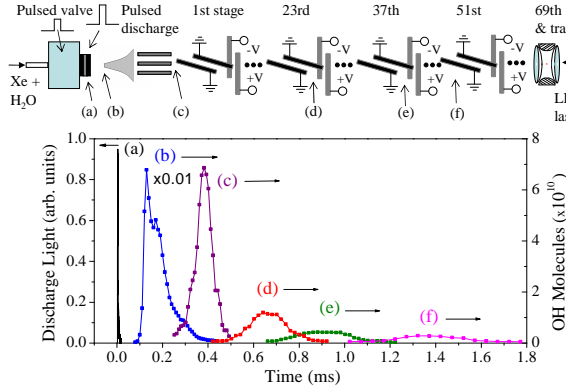 Pulsed valve
Pulsed discharge
1st stage
23rd
37th
51st
69th
& tra
-V
-V
-V
-V
+V
+V
+V
+V
Xe +
H₂O
(a)
(b)
(c)
(d)
(e)
(f)
LI
las
(a)
(b)
x0.01
(c)
(d)
(e)
(f)
Discharge Light (arb. units)
1.0
0.8
0.6
0.4
0.2
0.0
OH Molecules (x10¹⁰)
8
6
4
2
0
0.0
0.2
0.4
0.6
0.8
1.0
1.2
1.4
1.6
1.8
Time (ms)